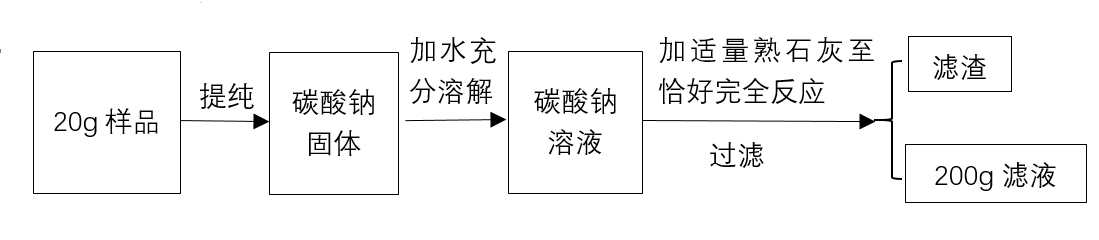 20g 样品
提纯
碳酸钠
固体
加水充
分溶解
碳酸钠
溶液
加适量熟石灰至
恰好完全反应
过滤
滤渣
200g 滤液